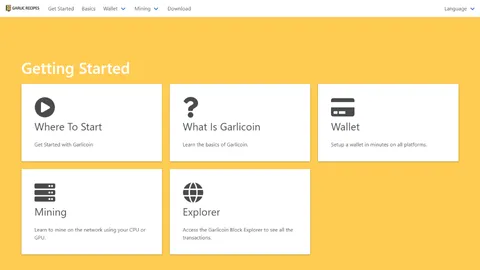 GARLIC RECIPES Get Started Basics Wallet Mining Download Language
Getting Started
Where To Start
Get Started with Garlicoin
What Is Garlicoin
Learn the basics of Garlicoin.
Wallet
Setup a wallet in minutes on all platforms.
Mining
Learn to mine on the network using your CPU or
GPU.
Explorer
Access the Garlicoin Block Explorer to see all the
transactions.